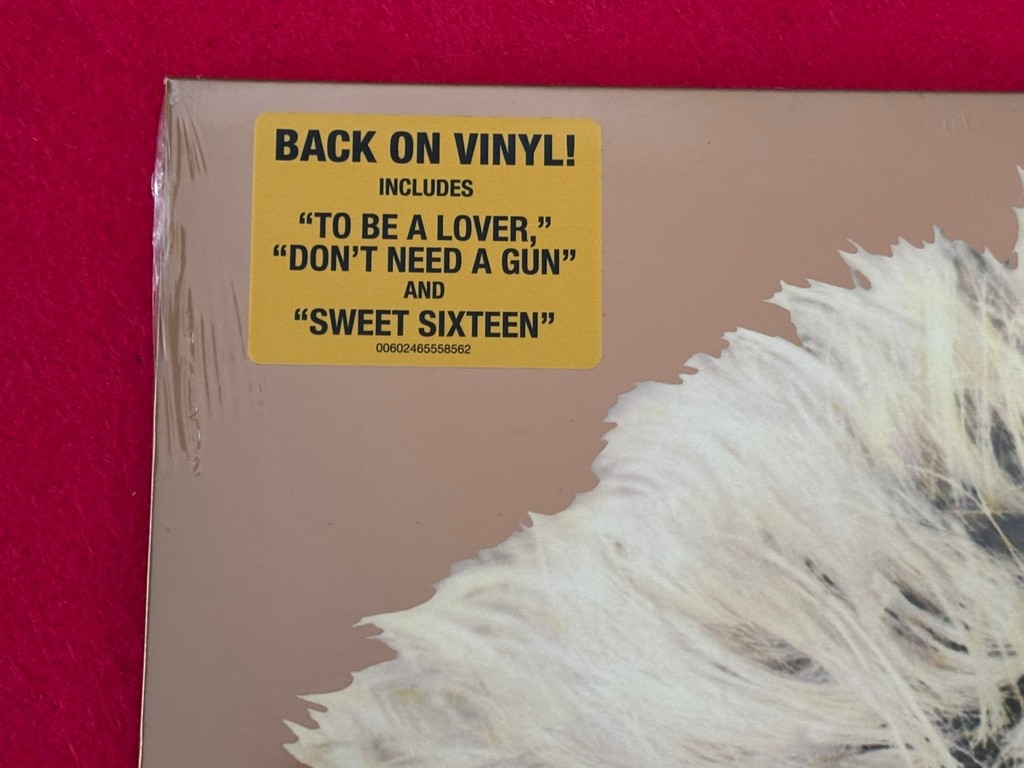 BACK ON VINYL!
INCLUDES
“TO BE A LOVER,”
“DON’T NEED A GUN”
AND
“SWEET SIXTEEN”
00602465558562